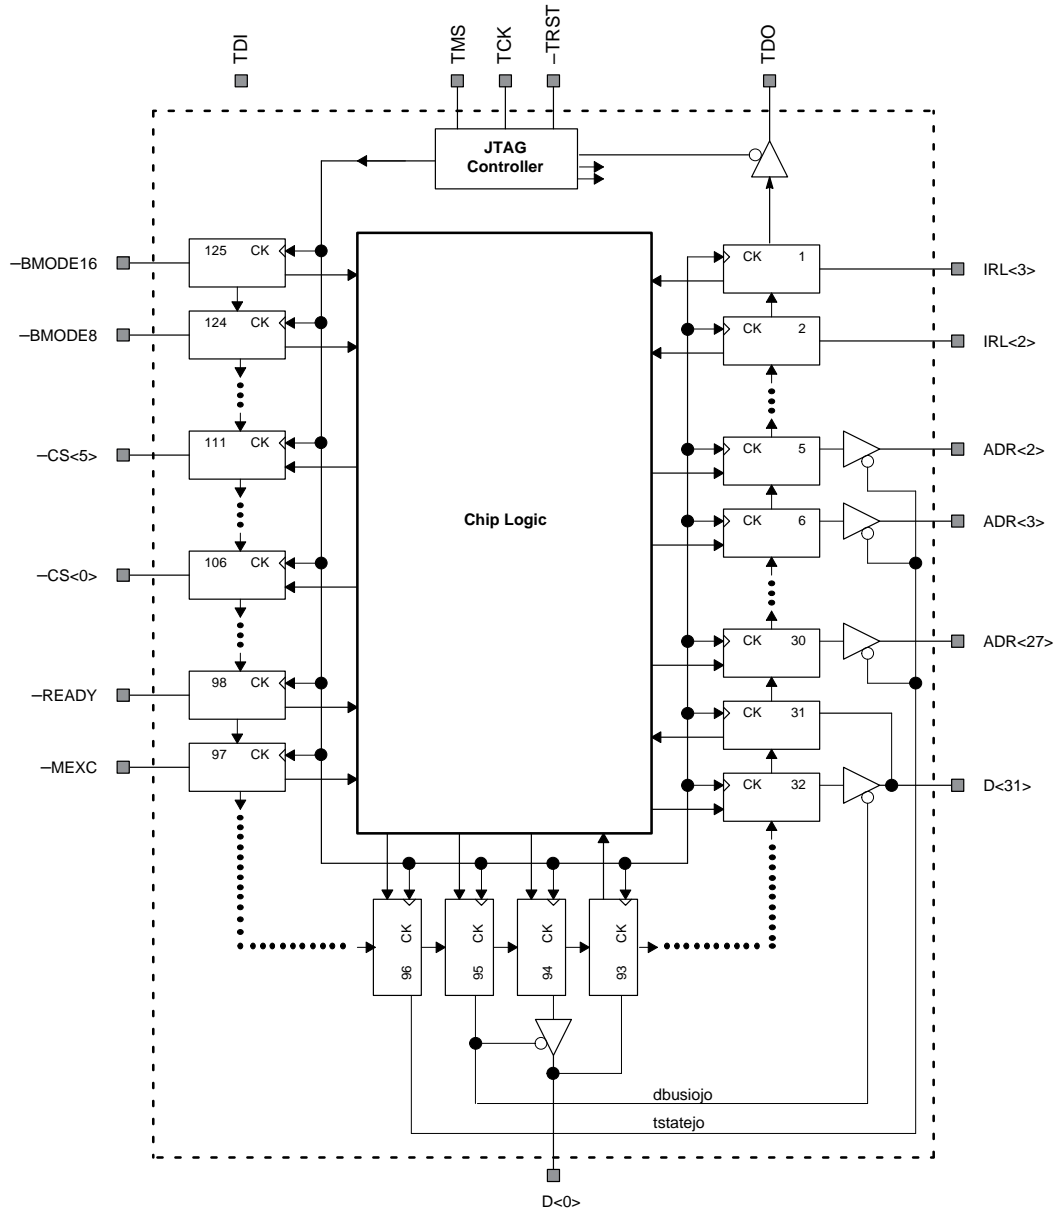 TDI
TMS
TCK
–TRST
TDO
JTAG
Controller
–BMODE16
125 CK
CK 1
IRL<3>
–BMODE8
124 CK
CK 2
IRL<2>
–CS<5>
111 CK
CK 5
ADR<2>
Chip Logic
CK 6
ADR<3>
–CS<0>
106 CK
CK 30
ADR<27>
–READY
98 CK
CK 31
–MEXC
97 CK
CK 32
D<31>
96 CK
95 CK
94 CK
93 CK
dbusiojo
tstatejo
D<0>